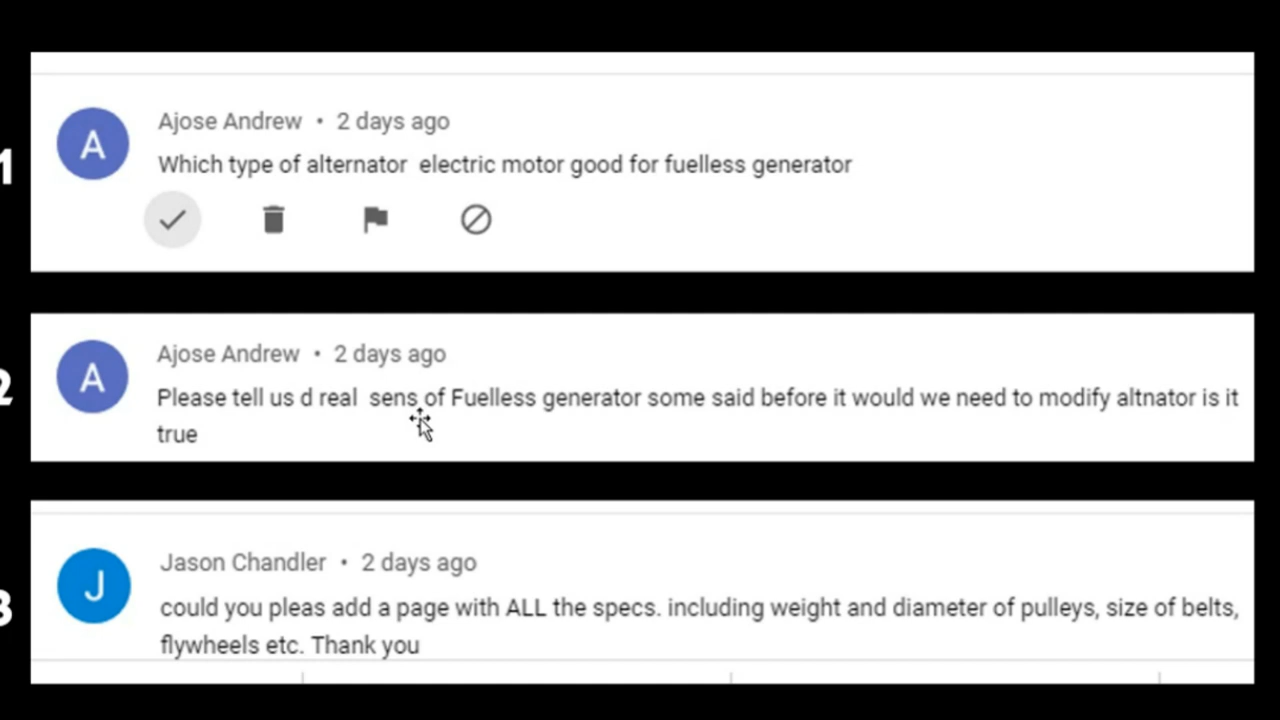 1
A
Ajose Andrew • 2 days ago
Which type of alternator electric motor good for fuelless generator
2
A
Ajose Andrew • 2 days ago
Please tell us d real sens of Fuelless generator some said before it would we need to modify altnator is it
true
3
J
Jason Chandler • 2 days ago
could you pleas add a page with ALL the specs. including weight and diameter of pulleys, size of belts,
flywheels etc. Thank you